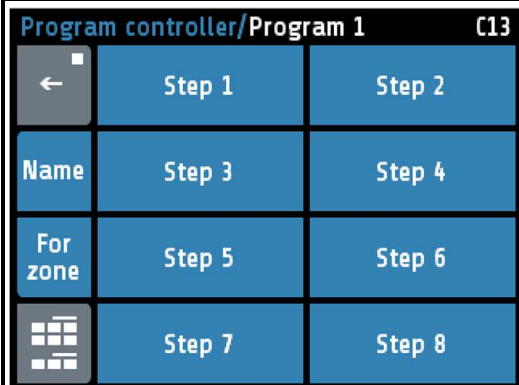 Program controller/Program 1 C13
Step 1 Step 2
Name Step 3 Step 4
For zone Step 5 Step 6
Step 7 Step 8